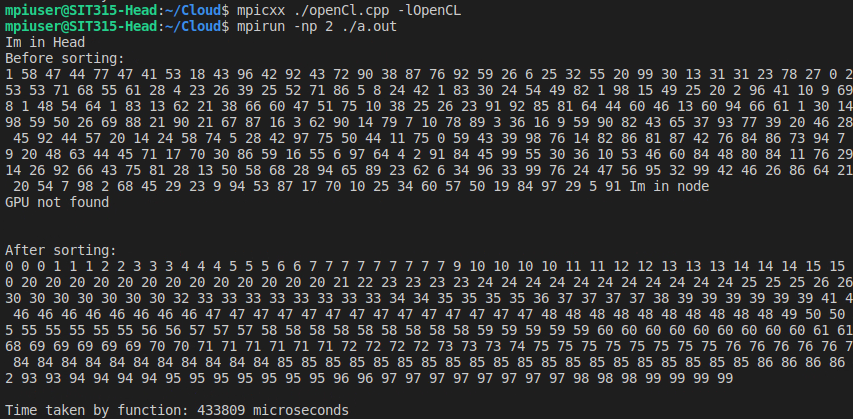 mpiuser@SIT315-Head:~/Cloud$ mpicxx ./openCl.cpp -lOpenCL
mpiuser@SIT315-Head:~/Cloud$ mpirun -np 2 ./a.out
Im in Head
Before sorting:
1 58 47 44 77 47 41 53 18 43 96 42 92 43 72 90 38 87 76 92 59 26 6 25 32 55 20 99 30 13 31 31 23 78 27 0 2
53 53 71 68 55 61 28 4 23 26 39 25 52 71 86 5 8 24 42 1 83 30 24 54 49 82 1 98 15 49 25 20 2 96 41 10 9 69
8 1 48 54 64 1 83 13 62 21 38 66 60 47 51 75 10 38 25 26 23 91 92 85 81 64 44 60 46 13 60 94 66 61 1 30 14
98 59 50 26 69 88 21 90 21 67 87 16 3 62 90 14 79 7 10 78 89 3 36 16 9 59 90 82 43 65 37 93 77 39 20 46 28
45 92 44 57 20 14 24 58 74 5 28 42 97 75 50 44 11 75 0 59 43 39 98 76 14 82 86 81 87 42 76 84 86 73 94 7
9 20 48 63 44 45 71 17 70 30 86 59 16 55 6 97 64 4 2 91 84 45 99 55 30 36 10 53 46 60 84 48 80 84 11 76 29
14 26 92 66 43 75 81 28 13 50 58 68 28 94 65 89 23 62 6 34 96 33 99 76 24 47 56 95 32 99 42 46 26 86 64 21
20 54 7 98 2 68 45 29 23 9 94 53 87 17 70 10 25 34 60 57 50 19 84 97 29 5 91 Im in node
GPU not found
After sorting:
0 0 0 1 1 1 2 2 3 3 3 4 4 4 5 5 5 6 6 7 7 7 7 7 7 7 7 7 9 10 10 10 10 11 11 12 12 13 13 13 14 14 14 15 15
0 20 20 20 20 20 20 20 20 20 20 20 20 21 22 23 23 23 23 24 24 24 24 24 24 24 24 24 24 24 25 25 25 26 26
30 30 30 30 30 30 30 32 33 33 33 33 33 33 33 33 33 34 34 35 35 35 35 36 37 37 37 37 38 39 39 39 39 39 41 4
46 46 46 46 46 46 46 46 47 47 47 47 47 47 47 47 47 47 47 47 47 47 47 47 48 48 48 48 48 48 48 48 49 50 50
5 55 55 55 55 55 56 56 57 57 57 58 58 58 58 58 58 58 58 58 59 59 59 59 59 60 60 60 60 60 60 60 60 61 61
68 69 69 69 69 69 70 70 71 71 71 71 71 71 72 72 72 72 73 73 73 74 75 75 75 75 75 75 75 75 76 76 76 76 76 7
84 84 84 84 84 84 84 84 84 84 84 85 85 85 85 85 85 85 85 85 85 85 85 85 85 85 85 85 85 85 86 86 86 86
2 93 93 94 94 94 94 95 95 95 95 95 95 95 95 96 96 97 97 97 97 97 97 97 97 98 98 98 99 99 99 99
Time taken by function: 433809 microseconds